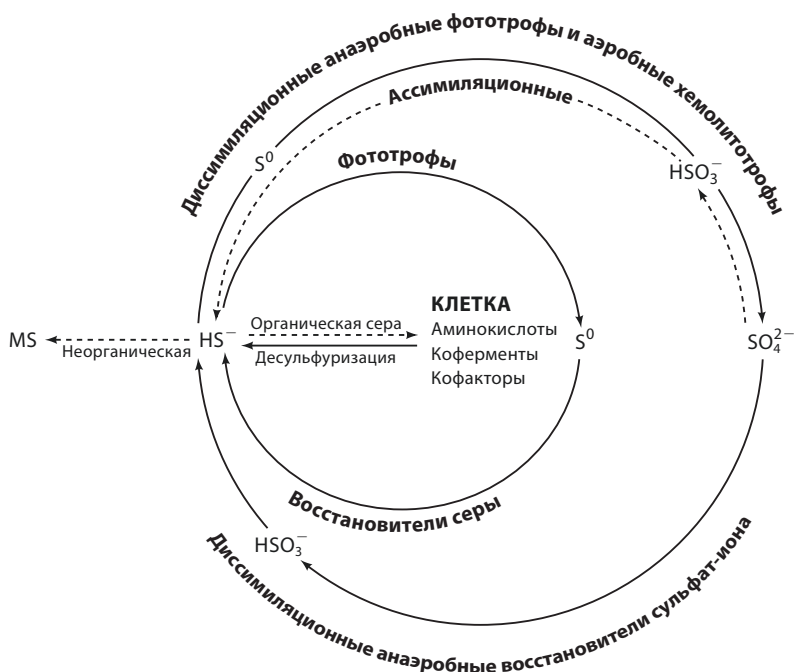 Диссимиляционные анаэробные фототрофы и аэробные хемолитотрофы
Ассимиляционные
Фототрофы
S⁰
HSO₃⁻
КЛЕТКА
Аминокислоты
Коферменты
Кофакторы
MS
Неорганическая
HS⁻
Органическая сера
Десульфуризация
S⁰
SO₄²⁻
Восстановители серы
HSO₃⁻
Диссимиляционные анаэробные восстановители сульфат-иона